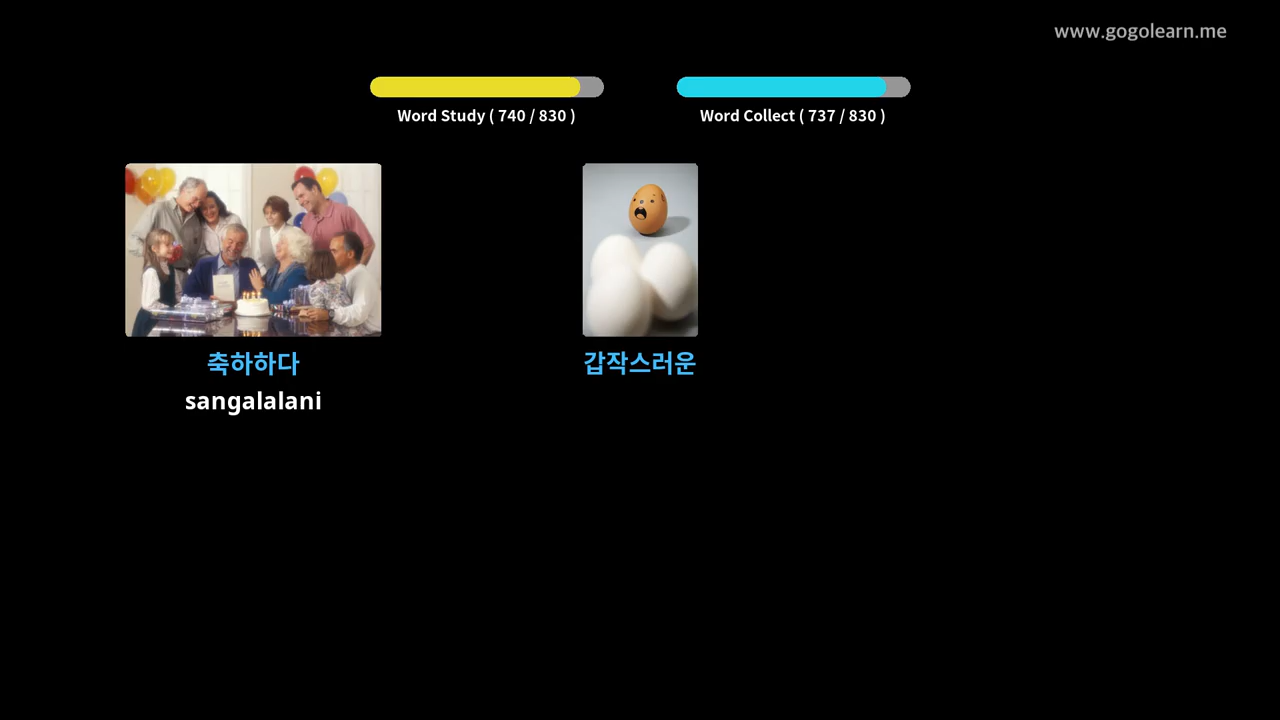 www.gogolearn.me
Word Study ( 740 / 830 )
Word Collect ( 737 / 830 )
축하하다
sangalalani
갑작스러운